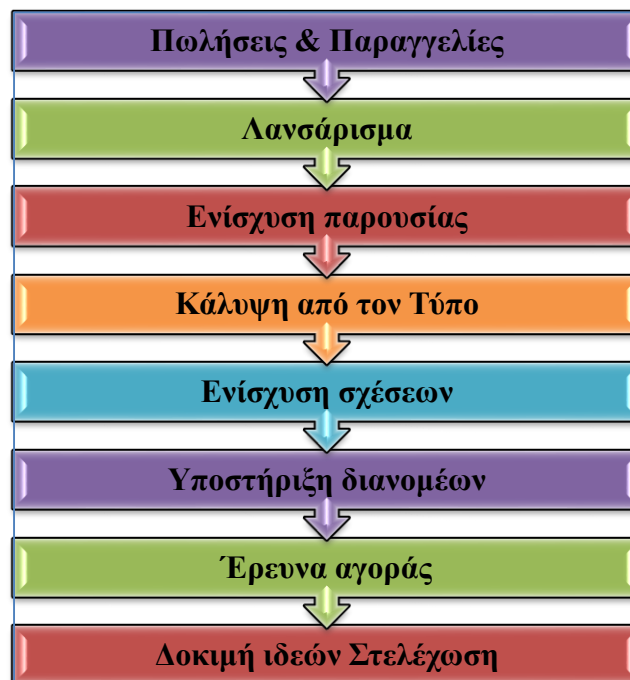 Πωλήσεις & Παραγγελίες
Λανσάρισμα
Ενίσχυση παρουσίας
Κάλυψη από τον Τύπο
Ενίσχυση σχέσεων
Υποστήριξη διανομέων
Έρευνα αγοράς
Δοκιμή ιδεών Στελέχωση